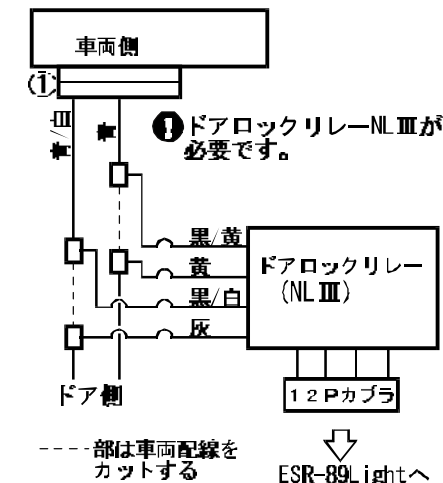 車両側
①
青/白
青
!ドアロックリレーNLⅢが
必要です。
黒/黄
黄
黒/白
灰
ドアロックリレー
(NLⅢ)
ドア側
12Pカプラ
----部は車両配線を
カットする
ESR-89Lightへ